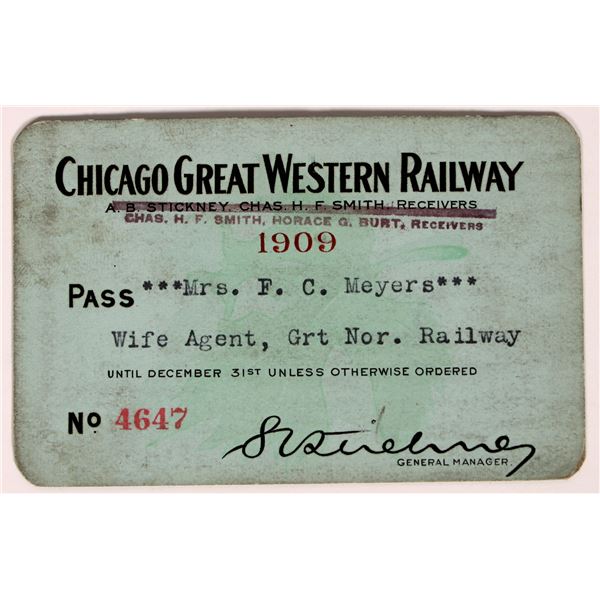 CHICAGO GREAT WESTERN RAILWAY
A. B. STICKNEY, CHAS. H. F. SMITH, RECEIVERS
CHAS. H. F. SMITH, HORACE G. BURT, RECEIVERS
1909
PASS ***Mrs. F. C. Meyers***
Wife Agent, Grt Nor. Railway
UNTIL DECEMBER 31ST UNLESS OTHERWISE ORDERED
No 4647
GENERAL MANAGER.